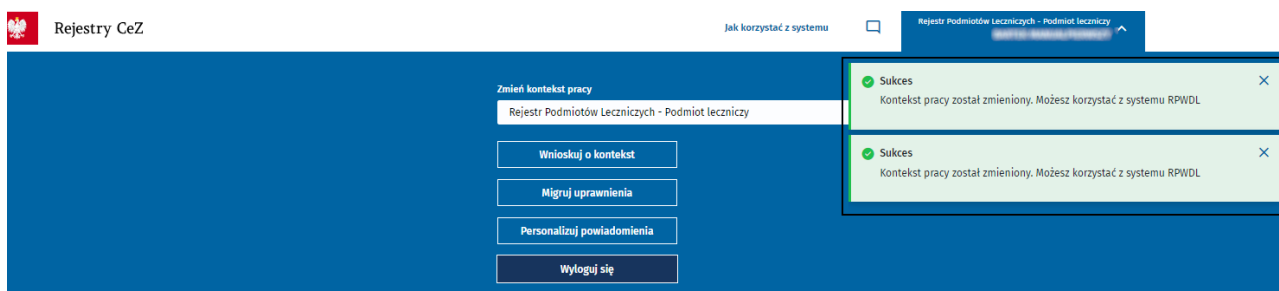 Rejestry CeZ
Jak korzystać z systemu
Rejestr Podmiotów Leczniczych - Podmiot leczniczy
Zmień kontekst pracy
Rejestr Podmiotów Leczniczych - Podmiot leczniczy
Wnioskuj o kontekst
Migruj uprawnienia
Personalizuj powiadomienia
Wyloguj się
Sukces
Kontekst pracy został zmieniony. Możesz korzystać z systemu RPWDL
Sukces
Kontekst pracy został zmieniony. Możesz korzystać z systemu RPWDL